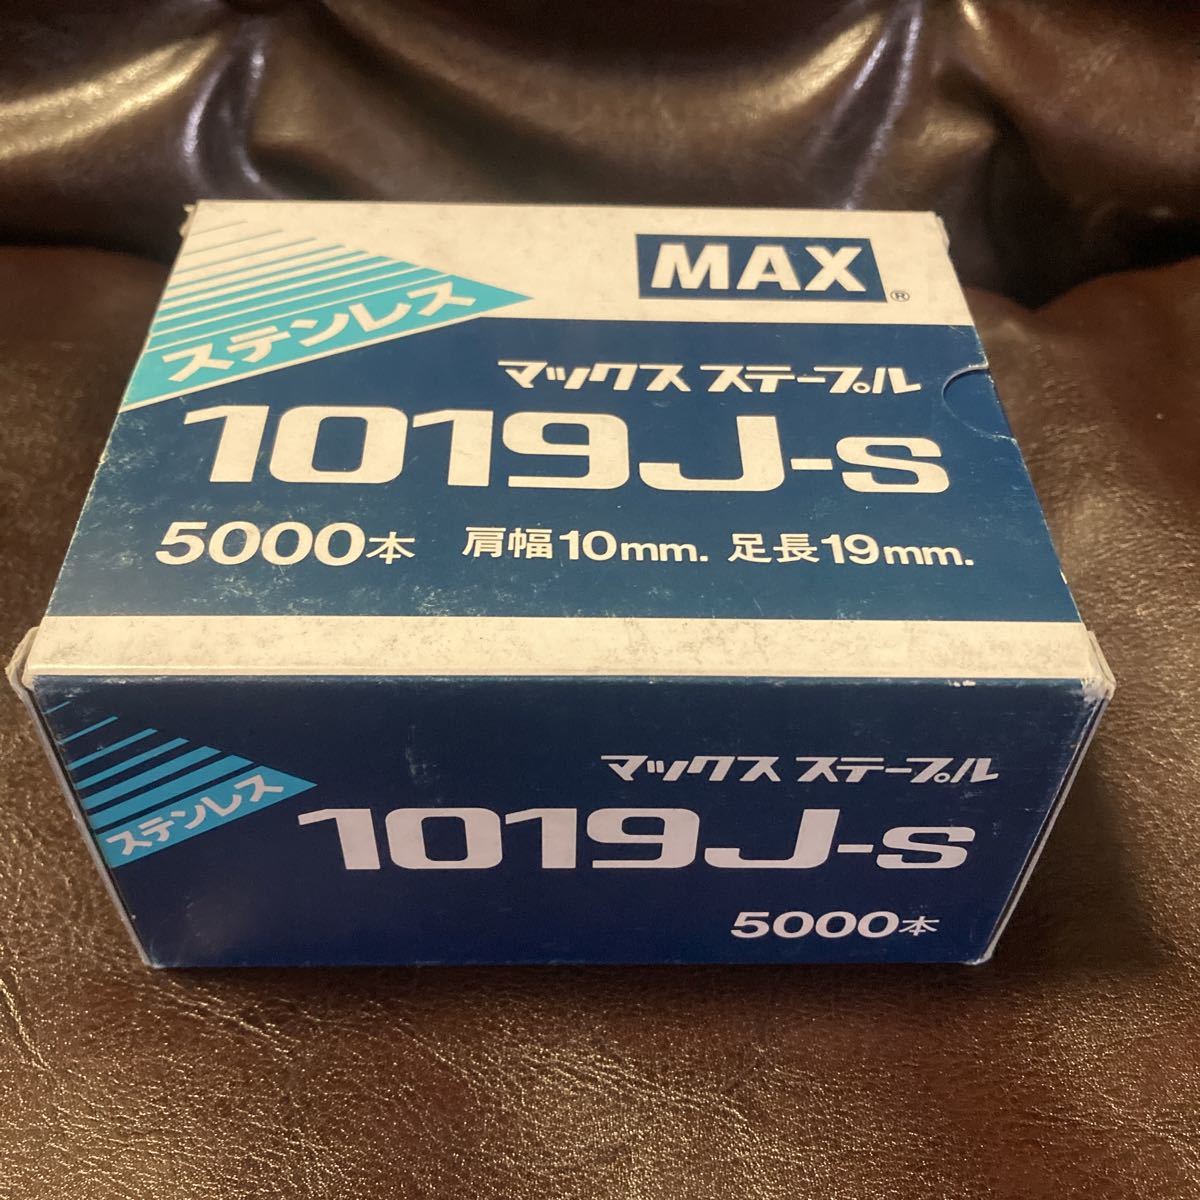 MAX®
ステンレス
マックス ステープル
1019J-S
5000本 肩幅10mm. 足長19mm.
マックス ステープル
ステンレス
1019J-S
5000本